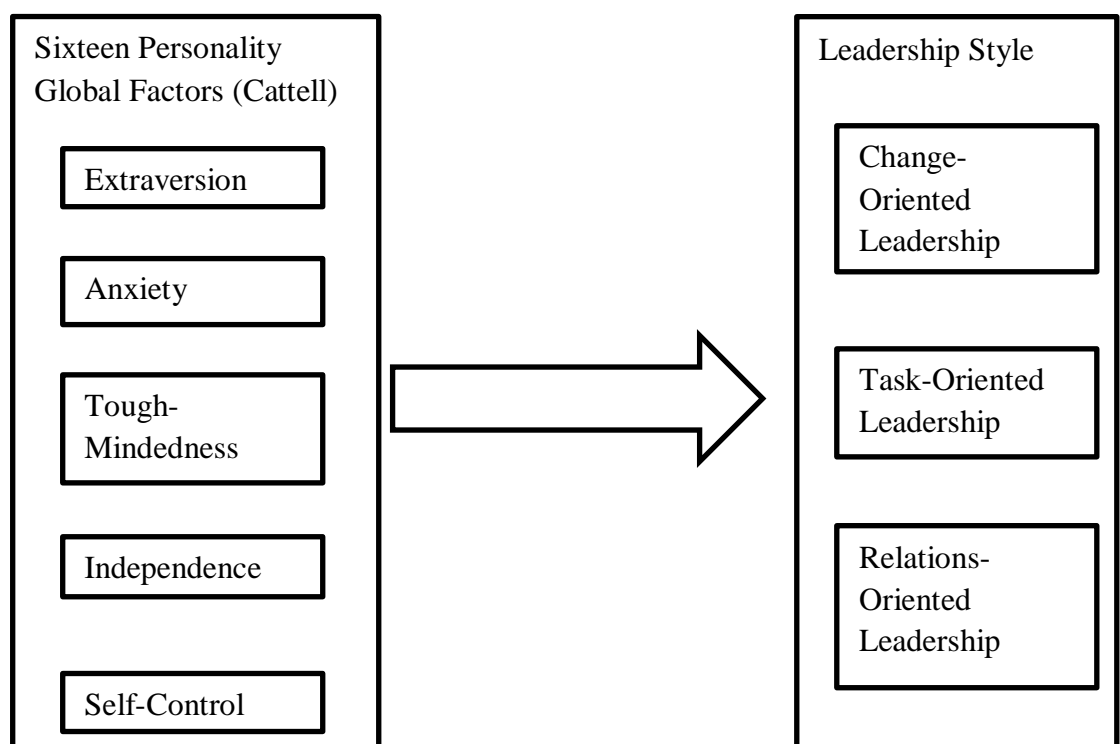 Sixteen Personality
Global Factors (Cattell)
Extraversion
Anxiety
Tough-
Mindedness
Independence
Self-Control
Leadership Style
Change-
Oriented
Leadership
Task-Oriented
Leadership
Relations-
Oriented
Leadership